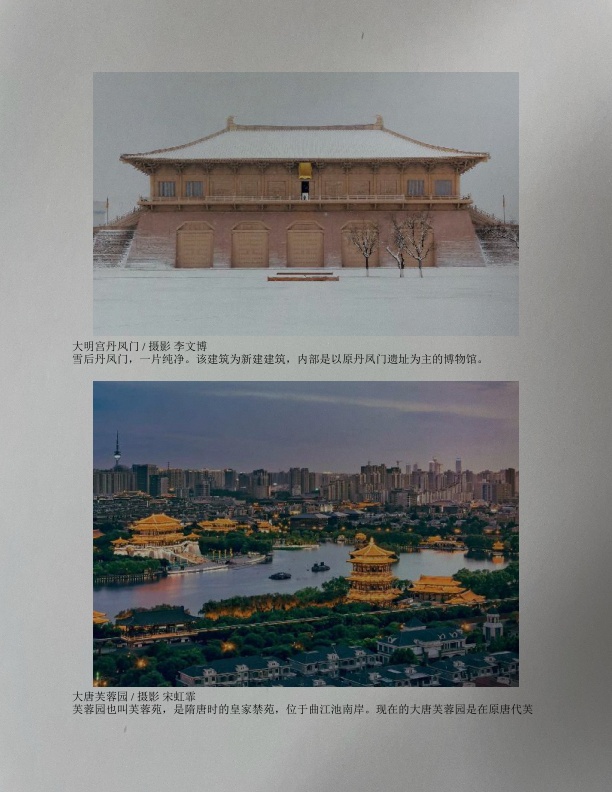 大明宫丹凤门 / 摄影 李文博
雪后丹凤门，一片纯净。该建筑为新建建筑，内部是以原丹凤门遗址为主的博物馆。
大唐芙蓉园 / 摄影 宋虹霏
芙蓉园也叫芙蓉苑，是隋唐时的皇家禁苑，位于曲江池南岸。现在的大唐芙蓉园是在原唐代芙